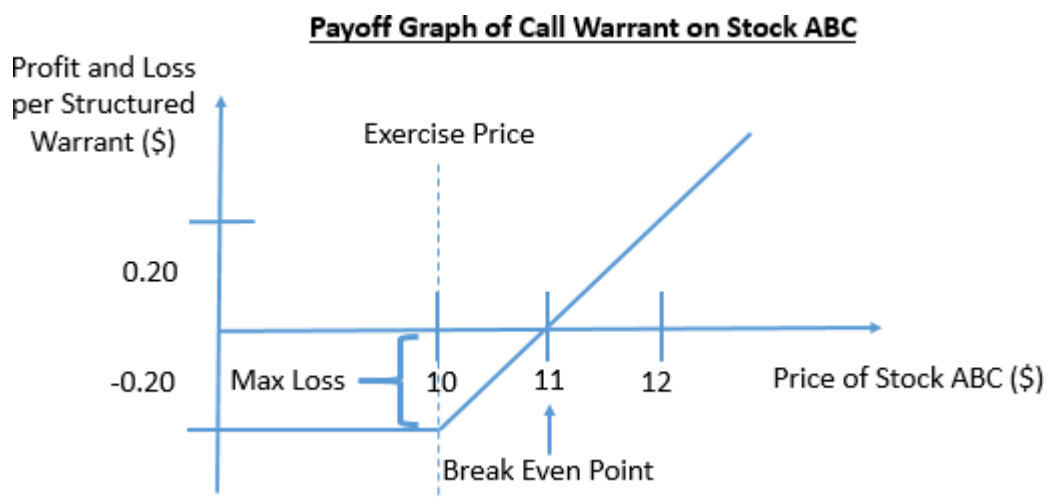 Payoff Graph of Call Warrant on Stock ABC
Profit and Loss
per Structured
Warrant ($)
Exercise Price
0.20
-0.20
Max Loss
10
11
12
Price of Stock ABC ($)
Break Even Point